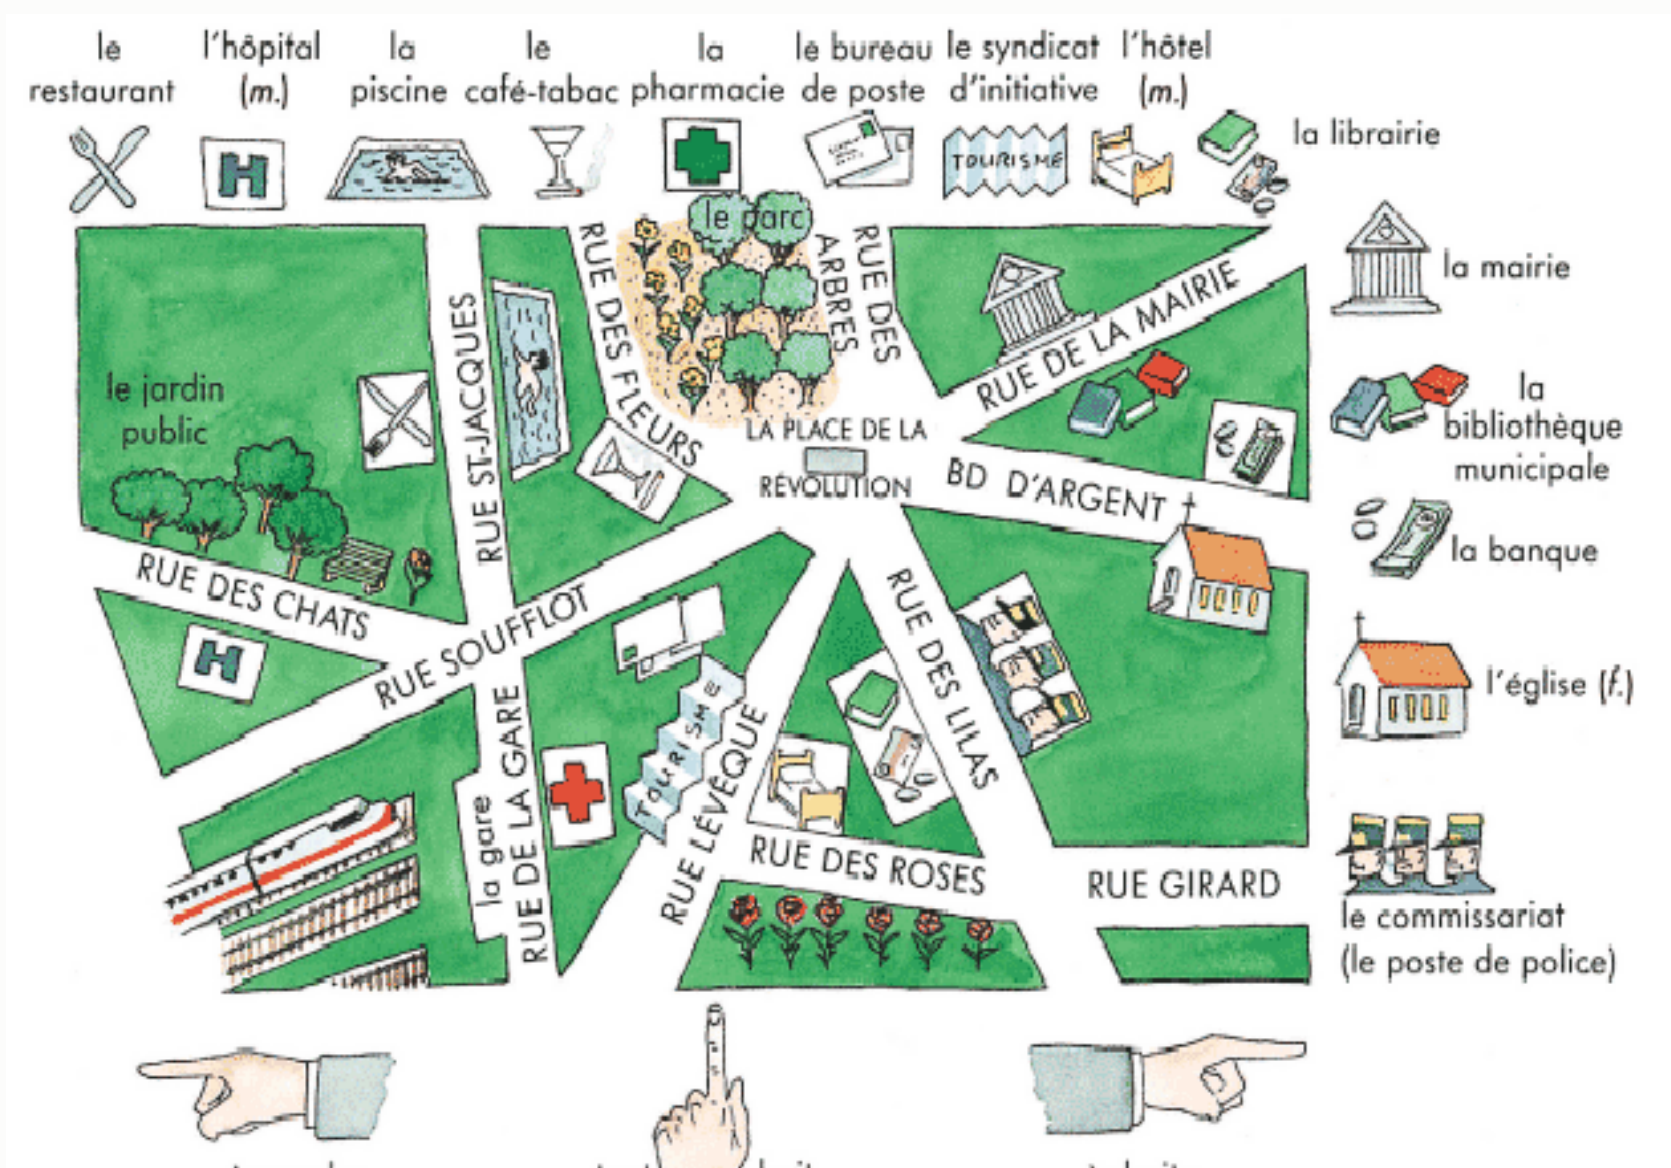 le restaurant
l'hôpital (m.)
la piscine
le café-tabac
la pharmacie
le bureau de poste
le syndicat d'initiative
l'hôtel (m.)
la librairie
TOURISME
H
le parc
RUE DES FLEURS
RUE DES ARBRES
RUE DE LA MAIRIE
la mairie
RUE ST-JACQUES
le jardin public
LA PLACE DE LA RÉVOLUTION
BD D'ARGENT
la bibliothèque municipale
la banque
RUE DES CHATS
RUE SOUFFLOT
H
RUE DES LILAS
l'église (f.)
la gare
RUE DE LA GARE
TOURISME
RUE LÉVÊQUE
RUE DES ROSES
RUE GIRARD
le commissariat
(le poste de police)